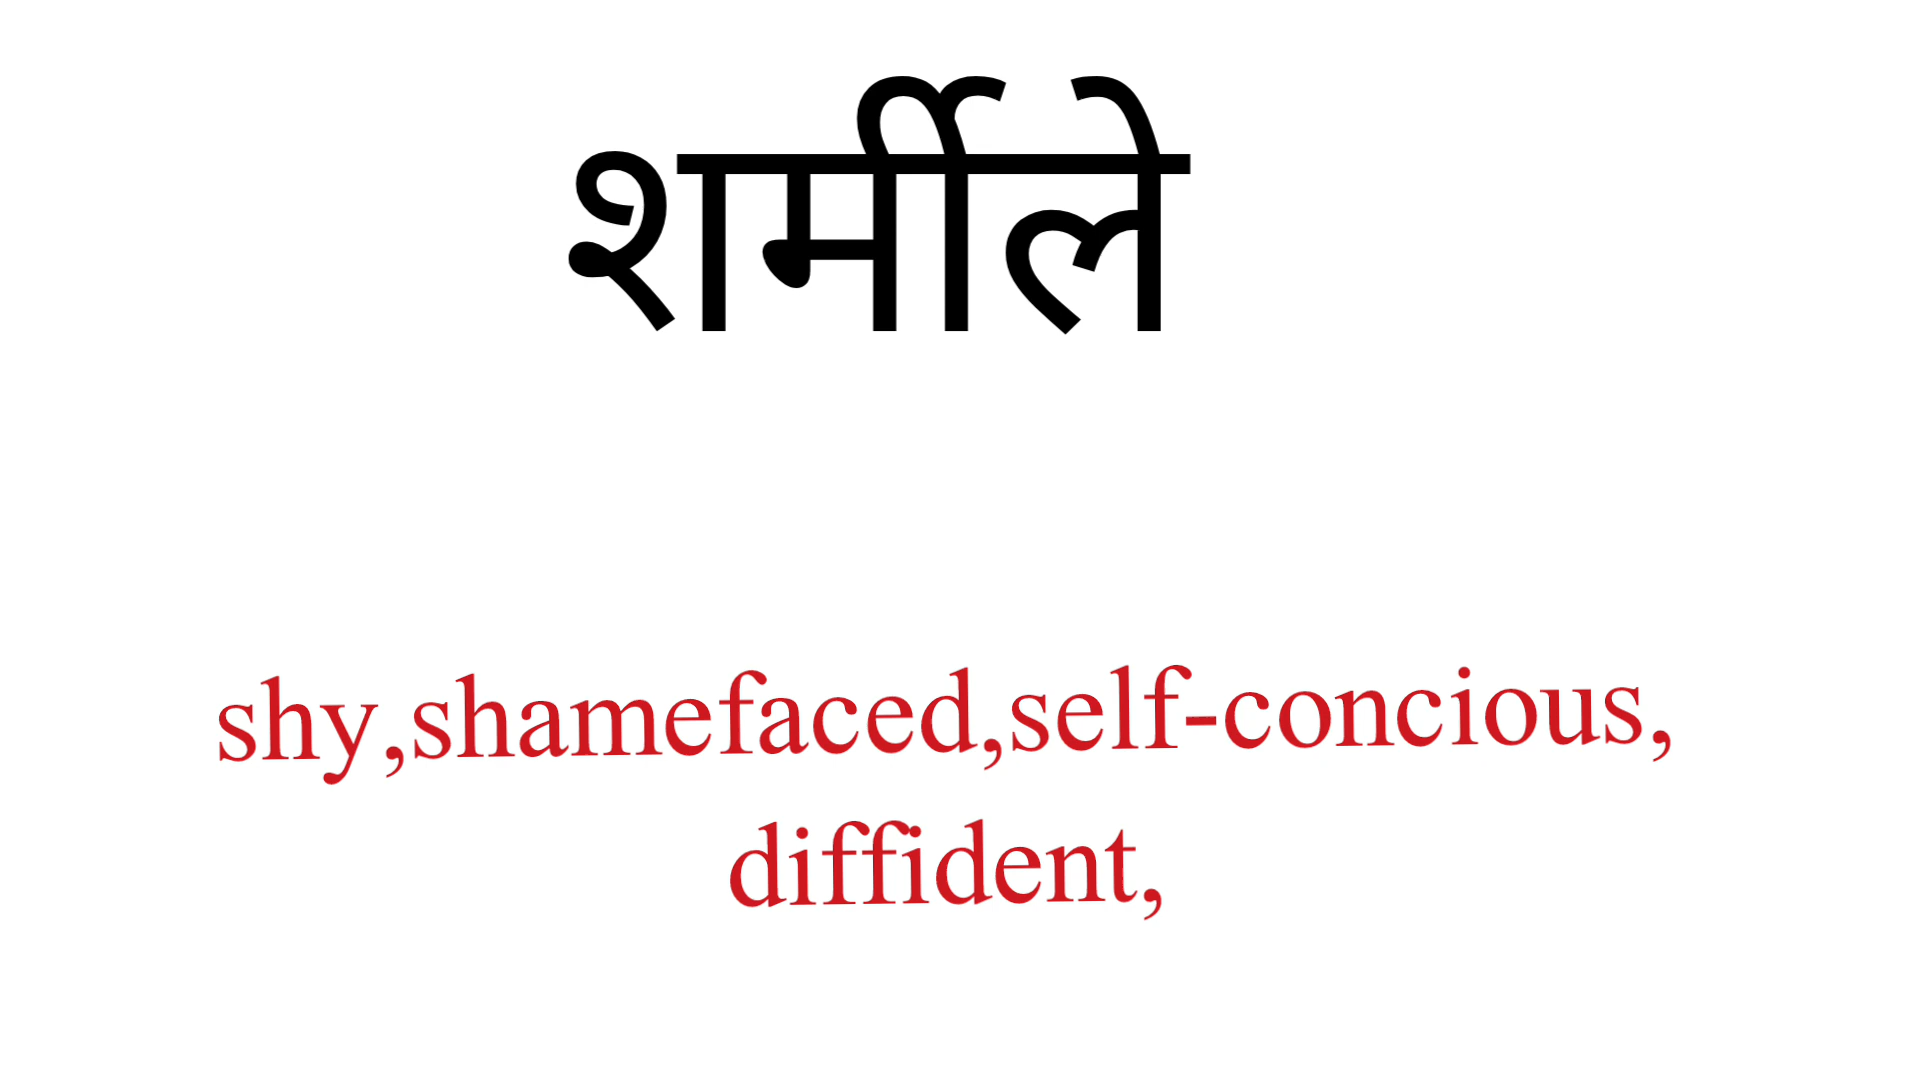 शर्मीले
shy,shamefaced,self-concious,
diffident,